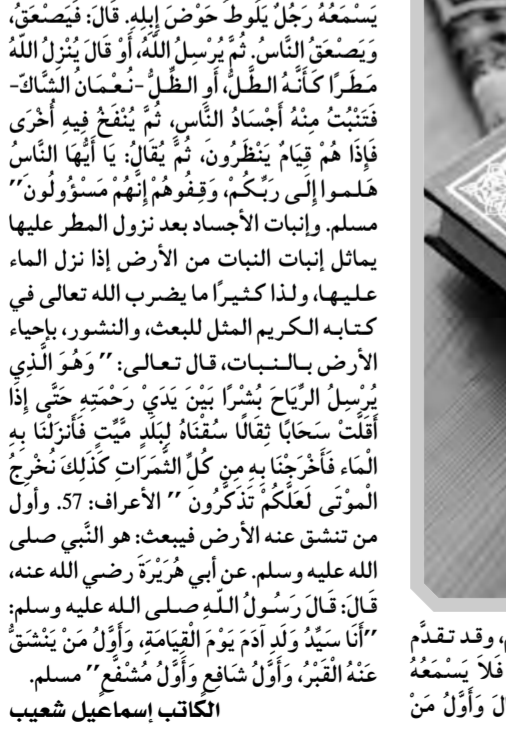 يَسْمَعُهُ رَجُلٌ يَلُوطُ حَوْضَ إِبِلِهِ. قَالَ: فَيَصْعَقُ،
وَيَصْعَقُ النَّاسُ. ثُمَّ يُرْسِلُ اللَّهُ، أَوْ قَالَ يُنْزِلُ اللَّهُ
مَطَرًا كَأَنَّهُ الطَّلُّ، أَوِ الظِّلُّ -نُعْمَانُ الشَّاكّ-
فَتَنْبُتُ مِنْهُ أَجْسَادُ النَّاسِ، ثُمَّ يُنْفَخُ فِيهِ أُخْرَى
فَإِذَا هُمْ قِيَامٌ يَنْظُرُونَ، ثُمَّ يُقَالُ: يَا أَيُّهَا النَّاسُ
هَلموا إِلَى رَبِّكُمْ، وَقِفُوهُمْ إِنَّهُمْ مَسْؤُولُونَ’’
مسلم. وإنبات الأجساد بعد نزول المطر عليها
يماثل إنبات النبات من الأرض إذا نزل الماء
عليها، ولذا كثيرًا ما يضرب الله تعالى في
كتابه الكريم المثل للبعث، والنشور، بإحياء
الأرض بالنبات، قال تعالى: ’’ وَهُوَ الَّذِي
يُرْسِلُ الرِّيَاحَ بُشْرًا بَيْنَ يَدَيْ رَحْمَتِهِ حَتَّى إِذَا
أَقَلَّتْ سَحَابًا ثِقَالًا سُقْنَاهُ لِبَلَدٍ مَّيِّتٍ فَأَنزَلْنَا بِهِ
الْمَاء فَأَخْرَجْنَا بِهِ مِن كُلِّ الثَّمَرَاتِ كَذَلِكَ نُخْرِجُ
الْموْتَى لَعَلَّكُمْ تَذَكَّرُونَ ’’ الأعراف: 57. وأول
من تنشق عنه الأرض فيبعث: هو النَّبي صلى
الله عليه وسلم. عن أبي هُرَيْرَةَ رضي الله عنه،
قَالَ: قَالَ رَسُولُ اللَّهِ صلى الله عليه وسلم:
’’أَنَا سَيِّدُ وَلَدِ آدَمَ يَوْمَ الْقِيَامَةِ، وَأَوَّلُ مَنْ يَنْشَقُّ
عَنْهُ الْقَبْرُ، وَأَوَّلُ شَافِعٍ وَأَوَّلُ مُشَفَّعٍ’’ مسلم.
الكاتب إسماعيل شعيب
، وقد تقدَّم
فَلاَ يَسْمَعُهُ
وَأَوَّلُ مَنْ